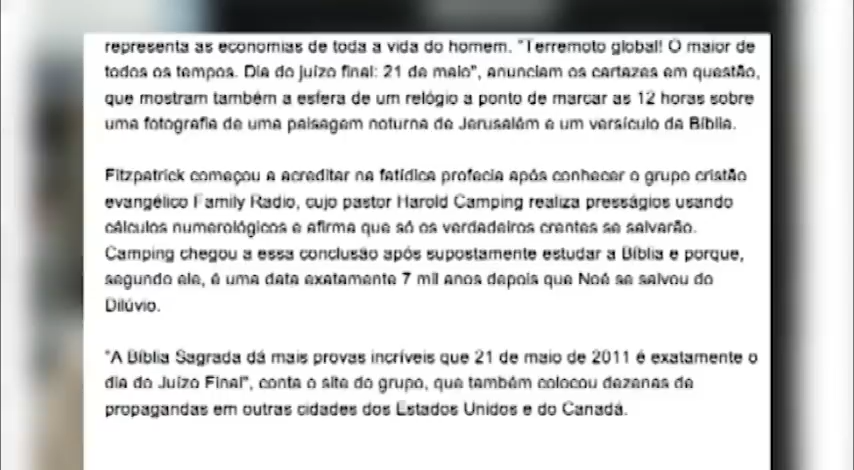 representa as economias de toda a vida do homem. "Terremoto global! O maior de
todos os tempos. Dia do juízo final: 21 de maio", anunciam os cartazes em questão,
que mostram também a esfera de um relógio a ponto de marcar as 12 horas sobre
uma fotografia de uma paisagem noturna de Jerusalém e um versículo da Bíblia.
Fitzpatrick começou a acreditar na fatídica profecia após conhecer o grupo cristão
evangélico Family Radio, cujo pastor Harold Camping realiza presságios usando
cálculos numerológicos e afirma que só os verdadeiros crentes se salvarão.
Camping chegou a essa conclusão após supostamente estudar a Bíblia e porque,
segundo ele, é uma data exatamente 7 mil anos depois que Noé se salvou do
Dilúvio.
"A Bíblia Sagrada dá mais provas incríveis que 21 de maio de 2011 é exatamente o
dia do Juízo Final", conta o site do grupo, que também colocou dezenas de
propagandas em outras cidades dos Estados Unidos e do Canadá.